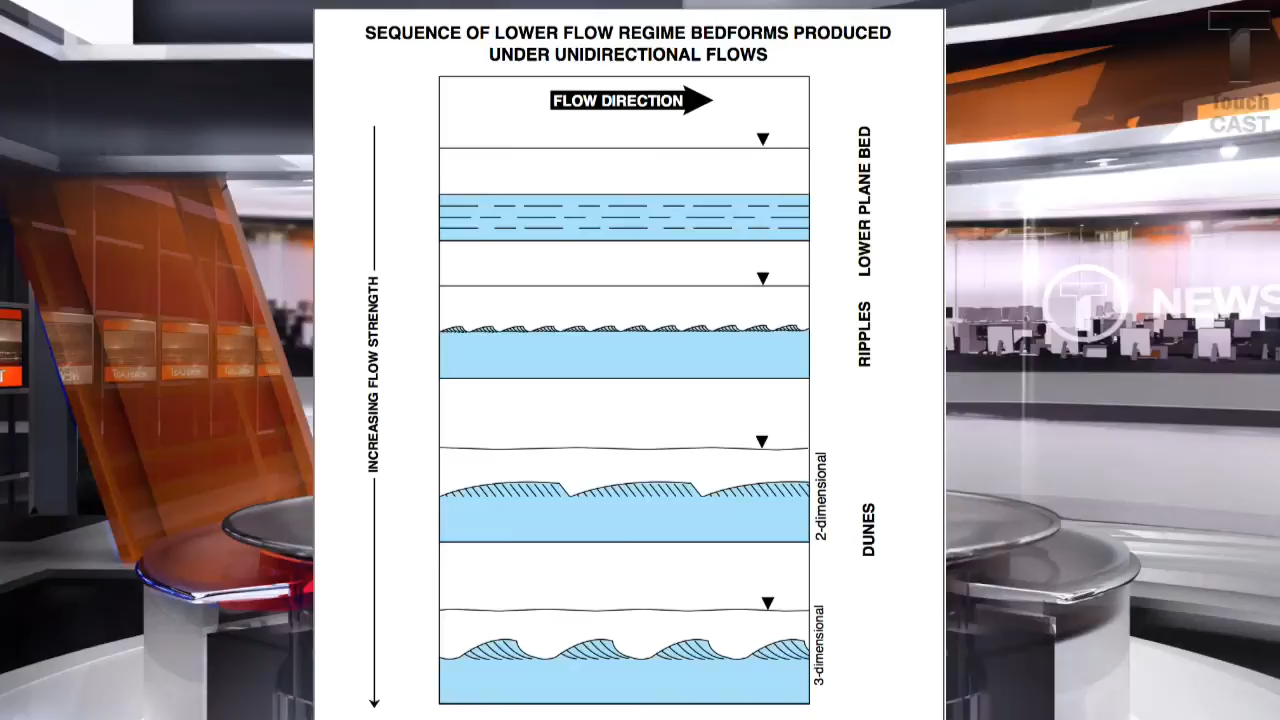 SEQUENCE OF LOWER FLOW REGIME BEDFORMS PRODUCED
UNDER UNIDIRECTIONAL FLOWS
FLOW DIRECTION
INCREASING FLOW STRENGTH
LOWER PLANE BED
RIPPLES
2-dimensional
DUNES
3-dimensional
T
Touch
CAST
T NEWS